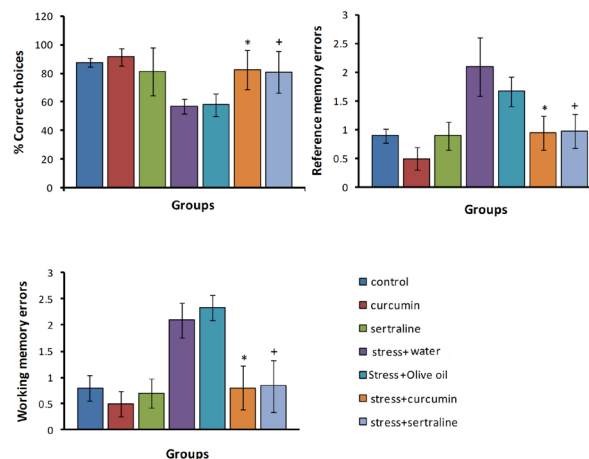 120
100
80
60
40
20
0
% Correct choices
*
+
Groups
3
2.5
2
1.5
1
0.5
0
Reference memory errors
*
+
Groups
3
2.5
2
1.5
1
0.5
0
Working memory errors
*
+
Groups
control
curcumin
sertraline
stress+water
Stress+Olive oil
stress+curcumin
stress+sertraline